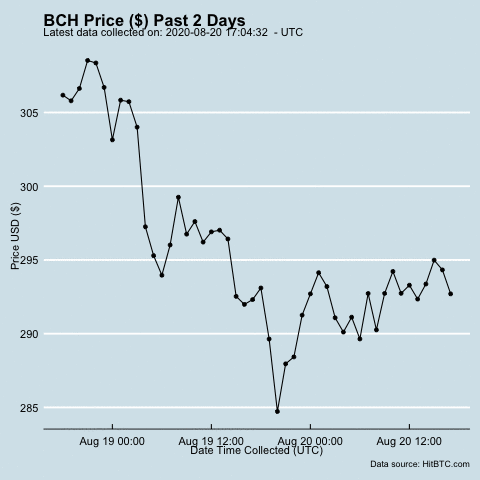 BCH Price ($) Past 2 Days
Latest data collected on: 2020-08-20 17:04:32  - UTC
Price USD ($)
305
300
295
290
285
Aug 19 00:00 Aug 19 12:00 Aug 20 00:00 Aug 20 12:00
Date Time Collected (UTC)
Data source: HitBTC.com